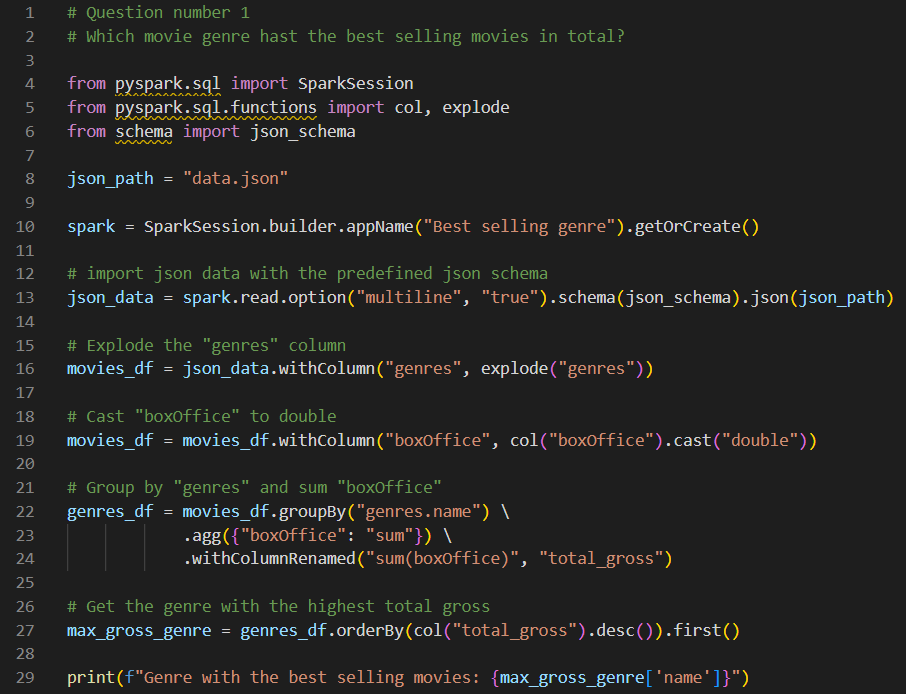 1 # Question number 1
2 # Which movie genre hast the best selling movies in total?
3
4 from pyspark.sql import SparkSession
5 from pyspark.sql.functions import col, explode
6 from schema import json_schema
7
8 json_path = "data.json"
9
10 spark = SparkSession.builder.appName("Best selling genre").getOrCreate()
11
12 # import json data with the predefined json schema
13 json_data = spark.read.option("multiline", "true").schema(json_schema).json(json_path)
14
15 # Explode the "genres" column
16 movies_df = json_data.withColumn("genres", explode("genres"))
17
18 # Cast "boxOffice" to double
19 movies_df = movies_df.withColumn("boxOffice", col("boxOffice").cast("double"))
20
21 # Group by "genres" and sum "boxOffice"
22 genres_df = movies_df.groupBy("genres.name") \
23             .agg({"boxOffice": "sum"}) \
24             .withColumnRenamed("sum(boxOffice)", "total_gross")
25
26 # Get the genre with the highest total gross
27 max_gross_genre = genres_df.orderBy(col("total_gross").desc()).first()
28
29 print(f"Genre with the best selling movies: {max_gross_genre['name']}")